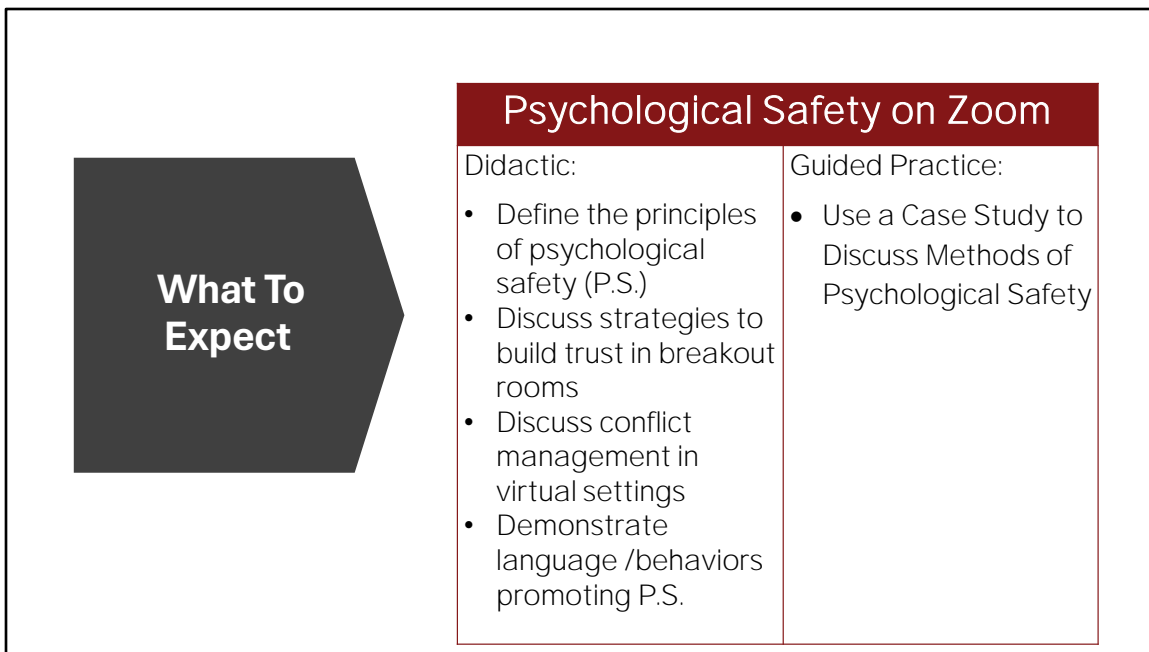 What To
Expect
Psychological Safety on Zoom
Didactic:
• Define the principles
of psychological
safety (P.S.)
• Discuss strategies to
build trust in breakout
rooms
• Discuss conflict
management in
virtual settings
• Demonstrate
language /behaviors
promoting P.S.
Guided Practice:
• Use a Case Study to
Discuss Methods of
Psychological Safety